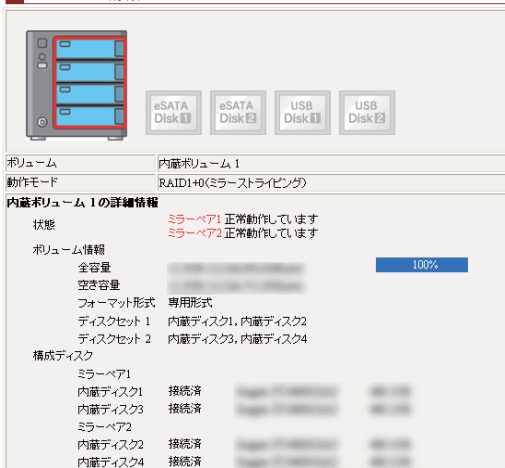 eSATA Disk1
eSATA Disk2
USB Disk1
USB Disk2
ボリューム 内蔵ボリューム 1
動作モード RAID1+0(ミラーストライピング)
内蔵ボリューム 1の詳細情報
状態 ミラーペア1 正常動作しています
ミラーペア2 正常動作しています
ボリューム情報
全容量 100%
空き容量
フォーマット形式 専用形式
ディスクセット 1 内蔵ディスク1, 内蔵ディスク2
ディスクセット 2 内蔵ディスク3, 内蔵ディスク4
構成ディスク
ミラーペア1
内蔵ディスク1 接続済
内蔵ディスク3 接続済
ミラーペア2
内蔵ディスク2 接続済
内蔵ディスク4 接続済